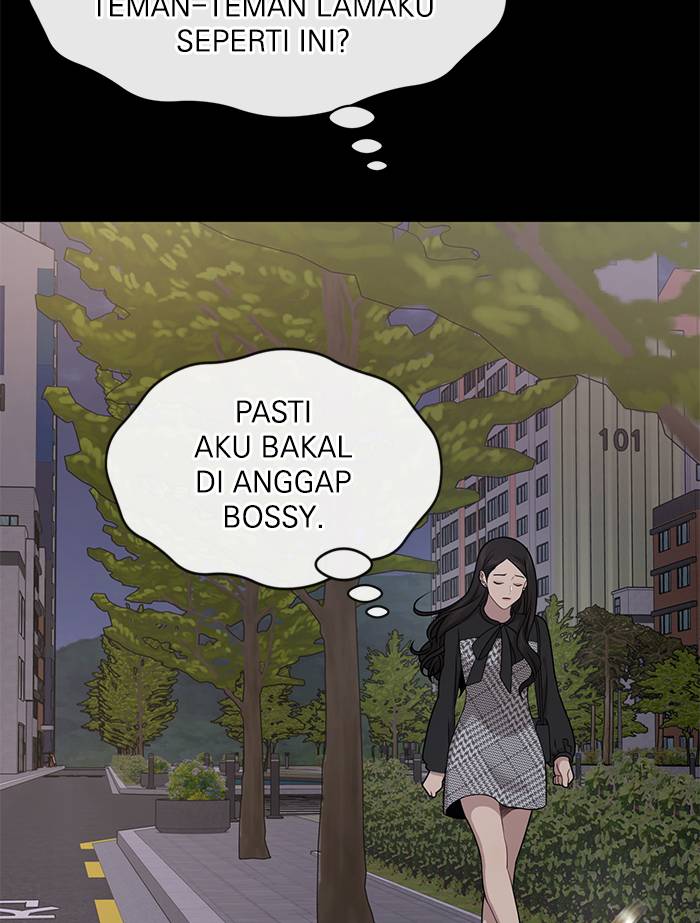 TEMAN-TEMAN LAMAKU
SEPERTI INI?
PASTI
AKU BAKAL
DI ANGGAP
BOSSY.
101